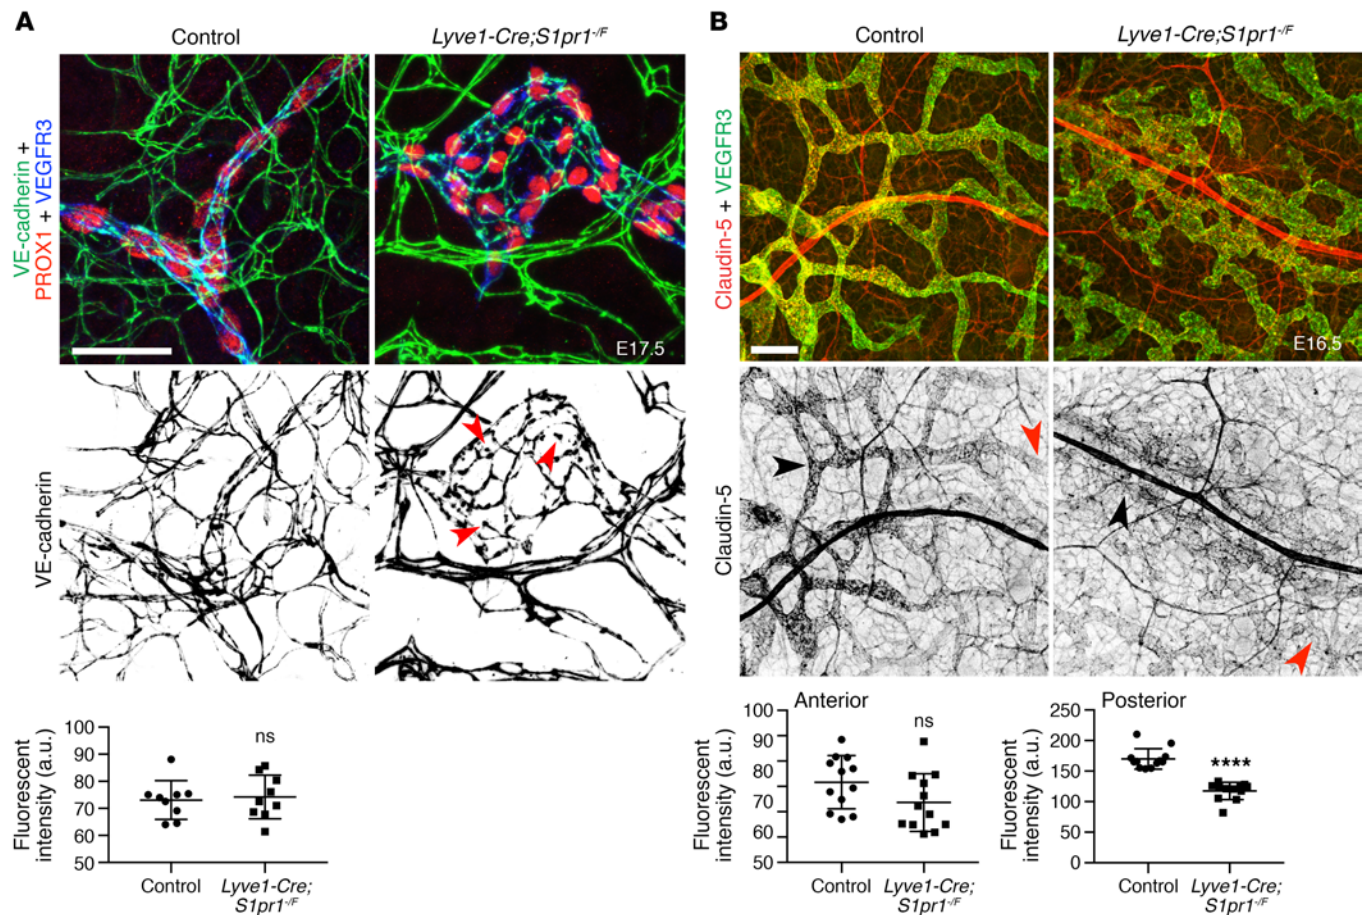 A
Control
Lyve1-Cre;S1pr1-/F
VE-cadherin +
PROX1 + VEGFR3
E17.5
VE-cadherin
Fluorescent
intensity (a.u.)
100
90
80
70
60
50
ns
Control
Lyve1-Cre;
S1pr1-/F
B
Control
Lyve1-Cre;S1pr1-/F
Claudin-5 + VEGFR3
E16.5
Claudin-5
Anterior
Fluorescent
intensity (a.u.)
80
90
80
70
60
50
ns
Control
Lyve1-Cre;
S1pr1-/F
Posterior
Fluorescent
intensity (a.u.)
250
200
150
100
50
0
****
Control
Lyve1-Cre;
S1pr1-/F